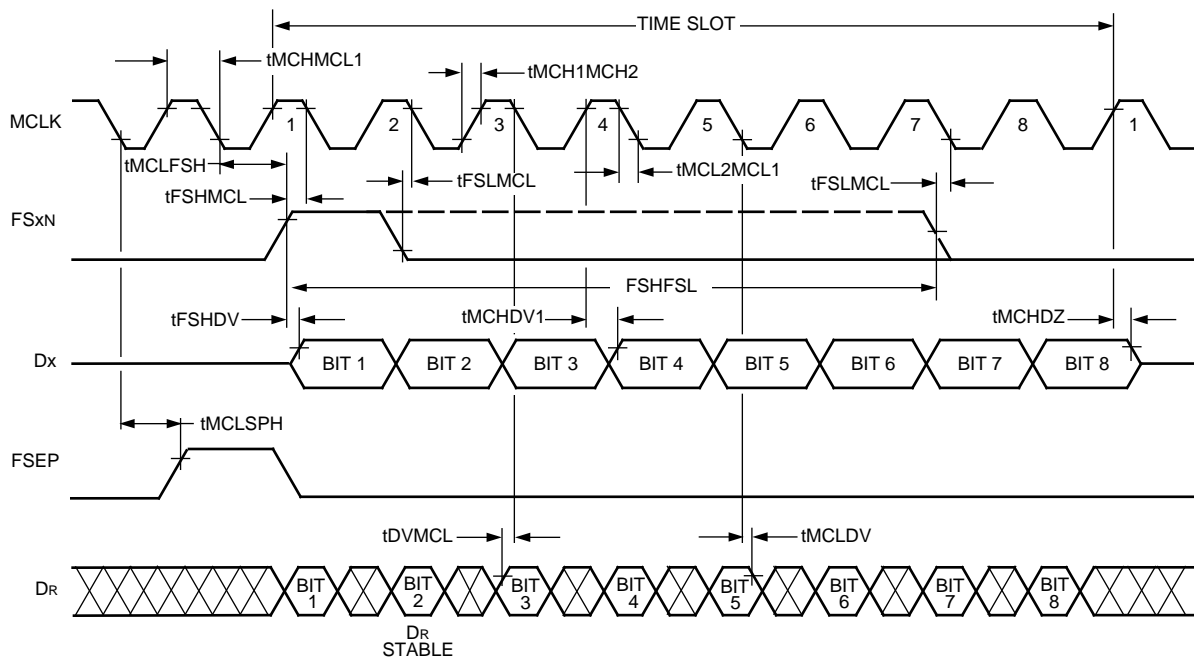 TIME SLOT
tMCHMCL1
tMCH1MCH2
MCLK
1
2
3
4
5
6
7
8
1
tMCLFSH
tFSLMCL
tMCL2MCL1
tFSLMCL
tFSHMCL
FSXN
FSHFSL
tFSHDV
tMCHDV1
tMCHDZ
DX
BIT 1
BIT 2
BIT 3
BIT 4
BIT 5
BIT 6
BIT 7
BIT 8
tMCLSPH
FSEP
tDVMCL
tMCLDV
DR
BIT
1
BIT
2
BIT
3
BIT
4
BIT
5
BIT
6
BIT
7
BIT
8
DR
STABLE